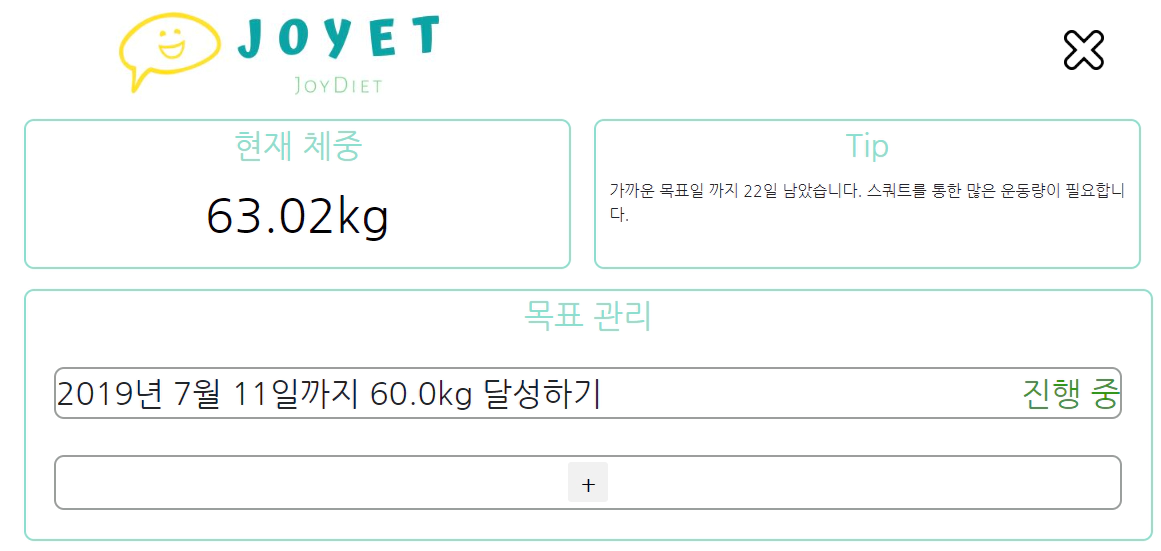 JOYET
JOYDIET
현재 체중
63.02kg
Tip
가까운 목표일 까지 22일 남았습니다. 스쿼트를 통한 많은 운동량이 필요합니
다.
목표 관리
2019년 7월 11일까지 60.0kg 달성하기 진행 중
+